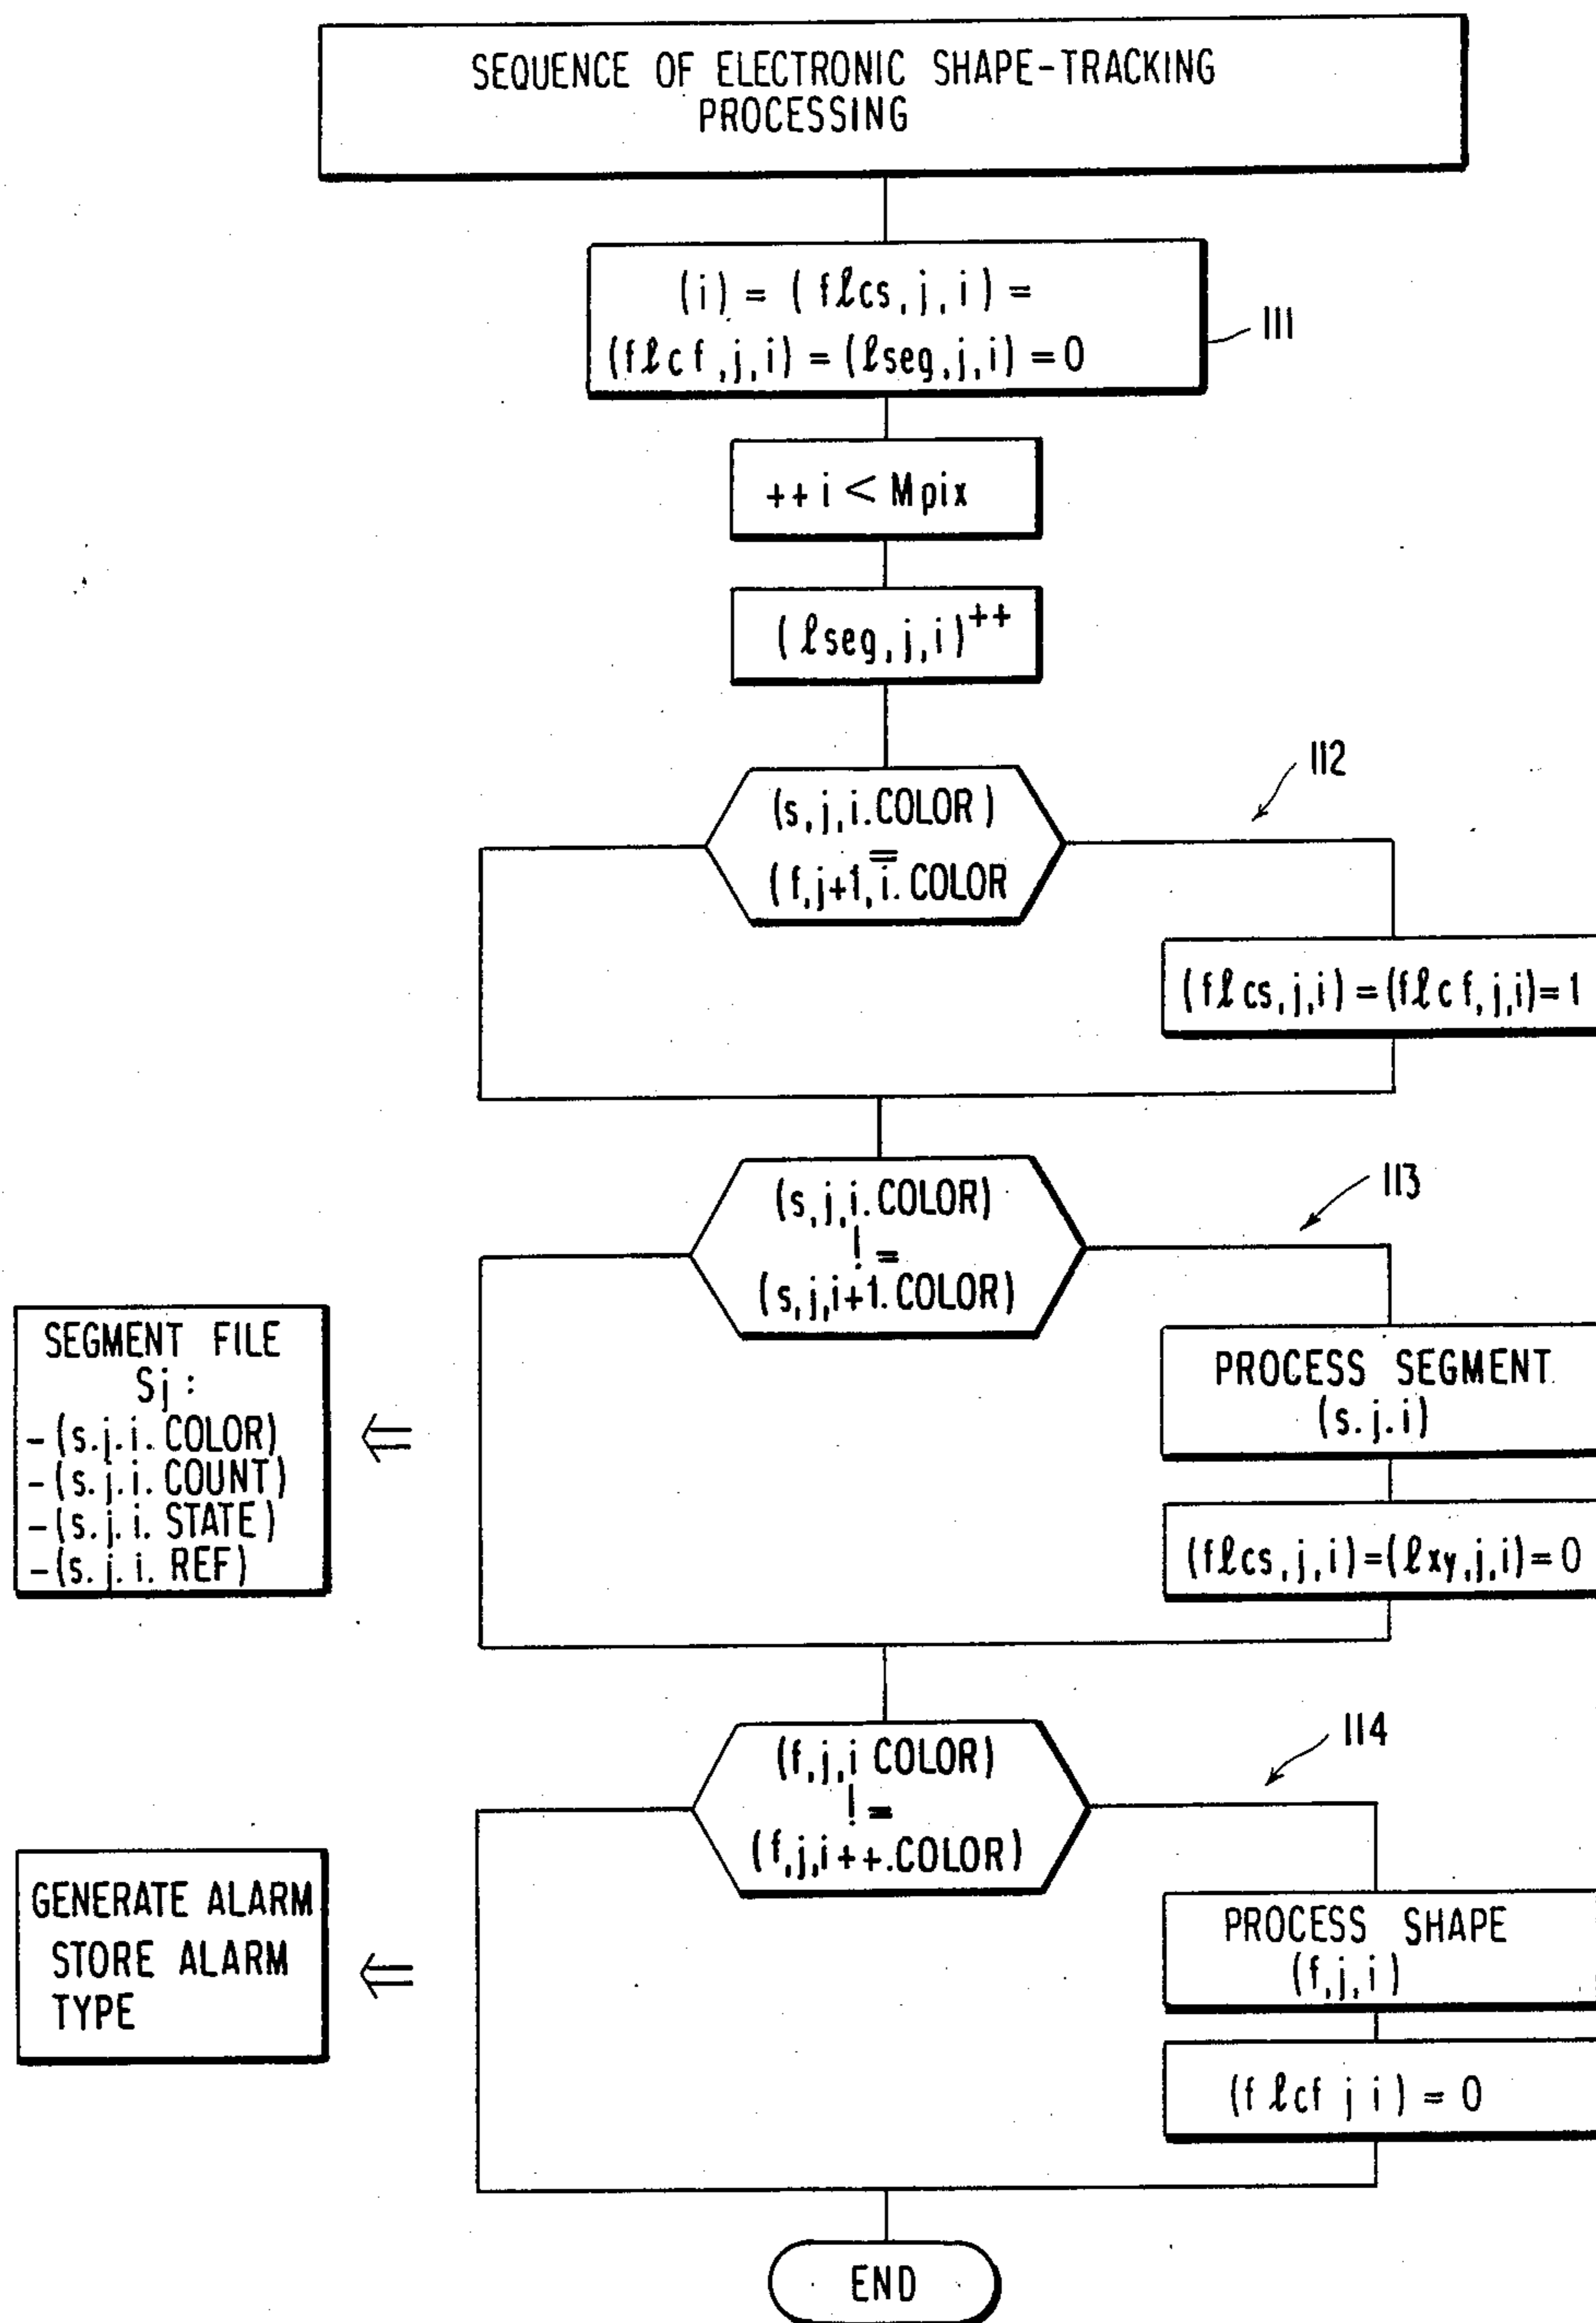 SEQUENCE OF ELECTRONIC SHAPE-TRACKING
PROCESSING
(i) = (fℓcs, j, i) =
(fℓcf, j, i) = (ℓseg, j, i) = 0
111
++i < Mpix
(ℓseg, j, i)++
112
(s, j, i.COLOR)
=
(f, j+1, i.COLOR
(fℓcs, j, i) = (fℓcf, j, i) = 1
113
(s, j, i.COLOR)
! =
(s, j, i+1.COLOR)
PROCESS SEGMENT
(s.j.i)
(fℓcs, j, i) = (ℓxy, j, i) = 0
SEGMENT FILE
Sj :
- (s.j.i. COLOR)
- (s.j.i. COUNT)
- (s.j.i. STATE)
- (s.j.i. REF)
⇐
114
(f, j, i COLOR)
! =
(f, j, i++.COLOR)
PROCESS SHAPE
(f, j, i)
(fℓcf j i) = 0
GENERATE ALARM
STORE ALARM
TYPE
⇐
END